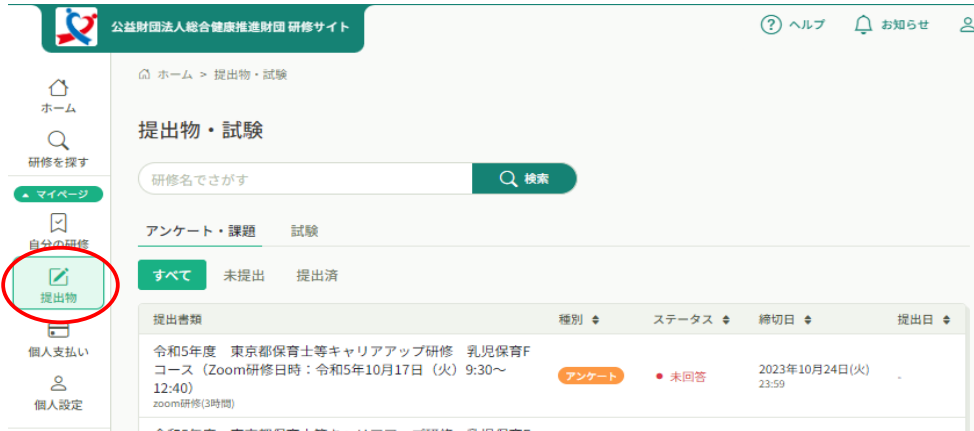 公益財団法人総合健康推進財団 研修サイト
ヘルプ
お知らせ
ホーム > 提出物・試験
ホーム
研修を探す
マイページ
自分の研修
提出物
個人支払い
個人設定
提出物・試験
研修名でさがす
検索
アンケート・課題
試験
すべて
未提出
提出済
提出書類
種別
ステータス
締切日
提出日
令和5年度 東京都保育士等キャリアアップ研修 乳児保育F
コース（Zoom研修日時：令和5年10月17日（火）9:30～
12:40）
zoom研修(3時間)
アンケート
未回答
2023年10月24日(火)
23:59
-